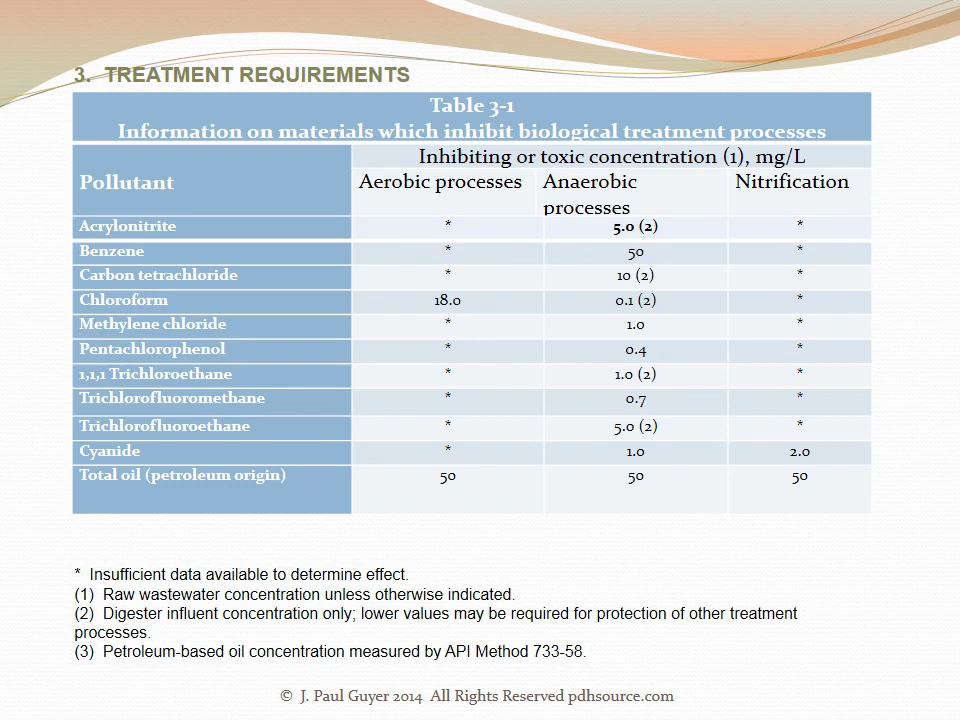 3. TREATMENT REQUIREMENTS
Table 3-1
Information on materials which inhibit biological treatment processes
Pollutant
Inhibiting or toxic concentration (1), mg/L
Aerobic processes Anaerobic processes Nitrification
Acrylonitrite * 5.0 (2) *
Benzene * 50 *
Carbon tetrachloride * 10 (2) *
Chloroform 18.0 0.1 (2) *
Methylene chloride * 1.0 *
Pentachlorophenol * 0.4 *
1,1,1 Trichloroethane * 1.0 (2) *
Trichlorofluoromethane * 0.7 *
Trichlorofluoroethane * 5.0 (2) *
Cyanide * 1.0 2.0
Total oil (petroleum origin) 50 50 50
* Insufficient data available to determine effect.
(1) Raw wastewater concentration unless otherwise indicated.
(2) Digester influent concentration only; lower values may be required for protection of other treatment
processes.
(3) Petroleum-based oil concentration measured by API Method 733-58.
© J. Paul Guyer 2014 All Rights Reserved pdhsource.com